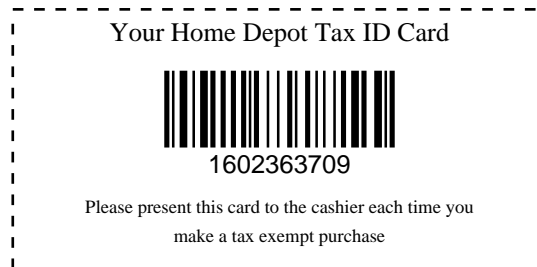 Your Home Depot Tax ID Card
1602363709
Please present this card to the cashier each time you
make a tax exempt purchase